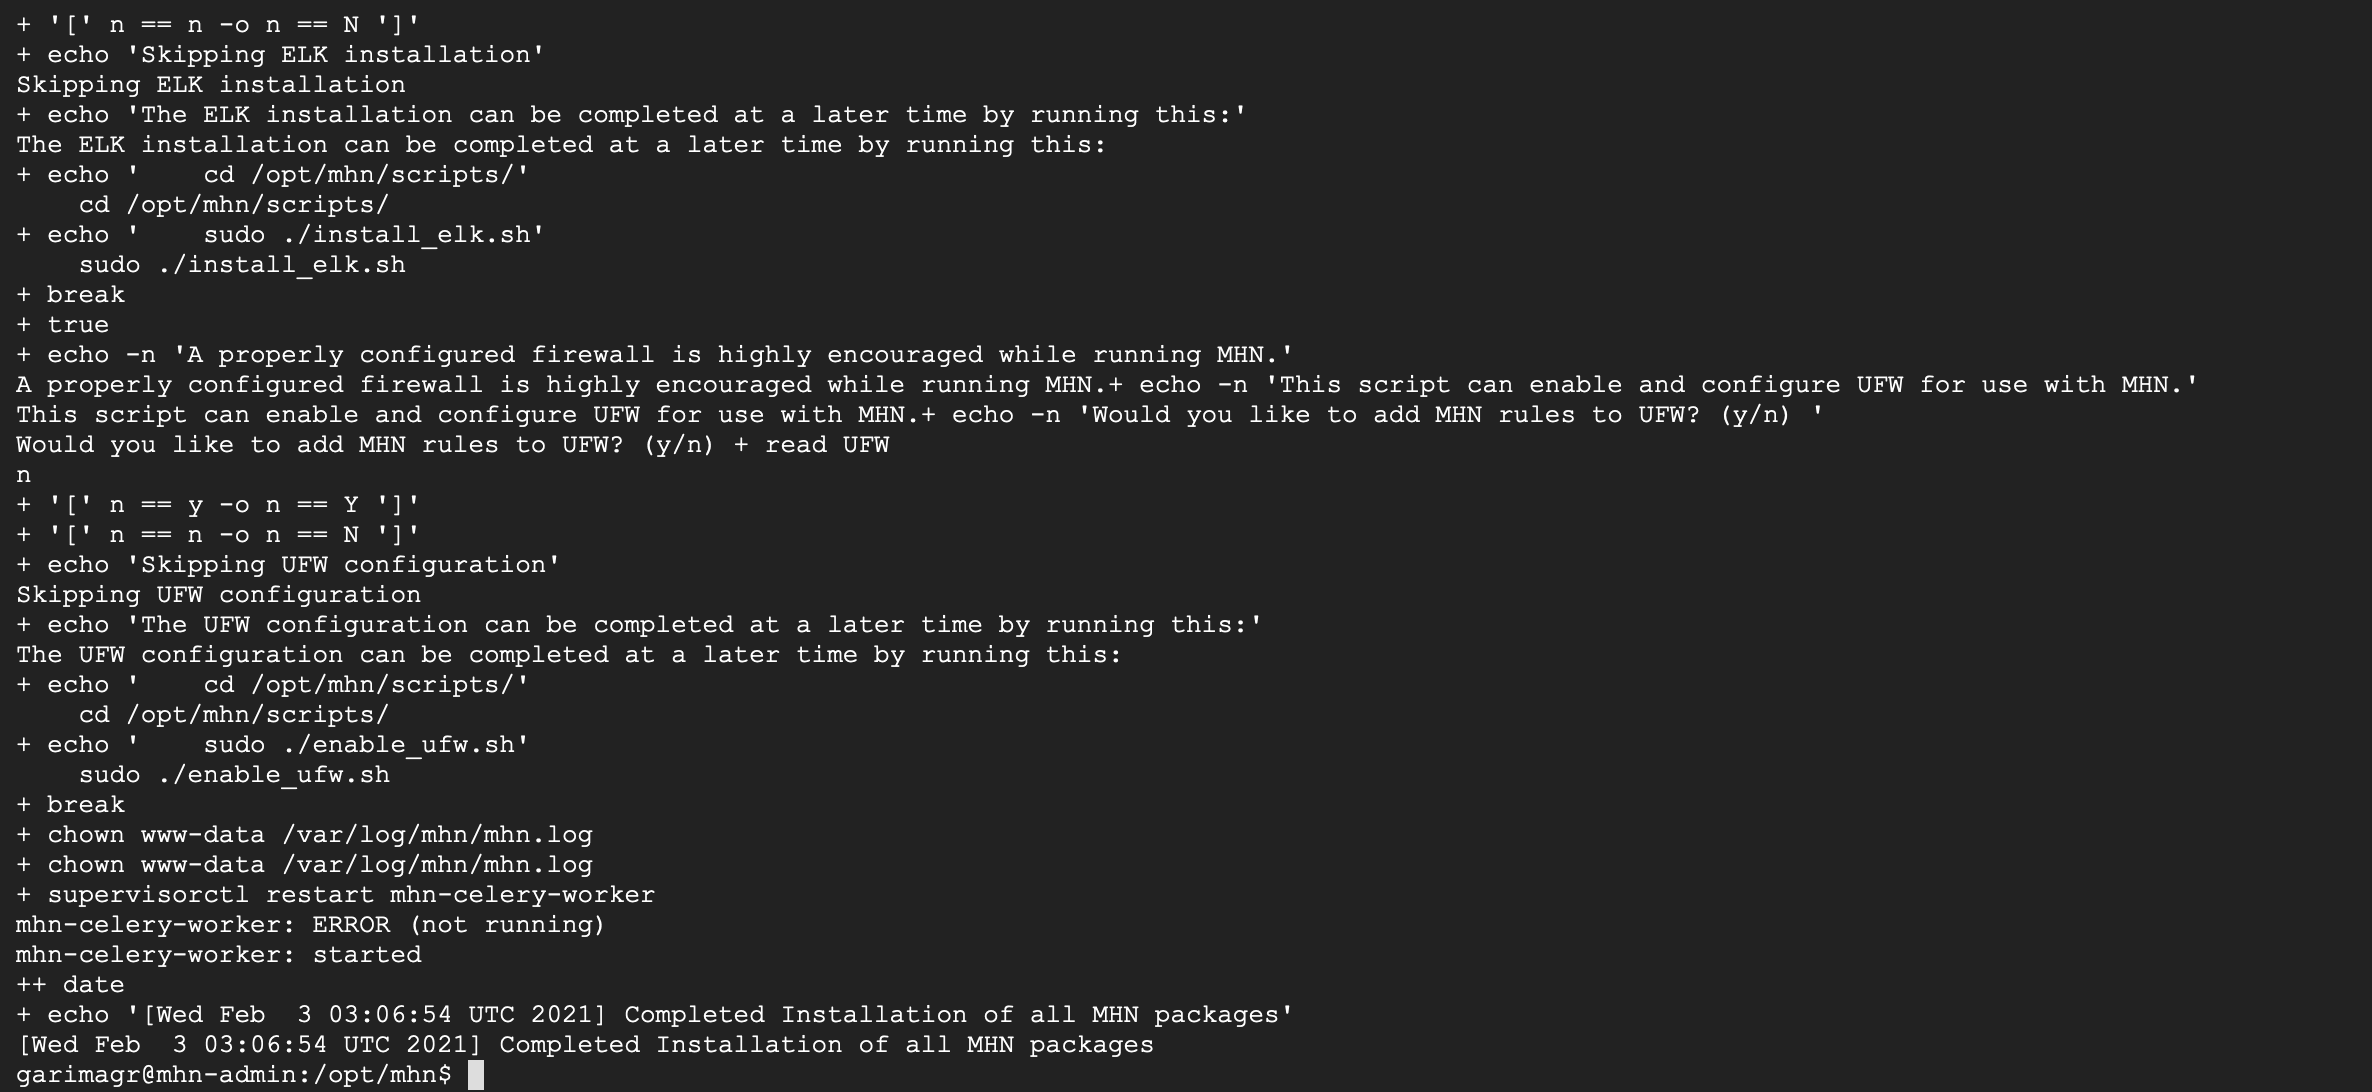 + '[' n == n -o n == N ']'
+ echo 'Skipping ELK installation'
Skipping ELK installation
+ echo 'The ELK installation can be completed at a later time by running this:'
The ELK installation can be completed at a later time by running this:
+ echo '    cd /opt/mhn/scripts/'
    cd /opt/mhn/scripts/
+ echo '    sudo ./install_elk.sh'
    sudo ./install_elk.sh
+ break
+ true
+ echo -n 'A properly configured firewall is highly encouraged while running MHN.'
A properly configured firewall is highly encouraged while running MHN.+ echo -n 'This script can enable and configure UFW for use with MHN.'
This script can enable and configure UFW for use with MHN.+ echo -n 'Would you like to add MHN rules to UFW? (y/n) '
Would you like to add MHN rules to UFW? (y/n) + read UFW
n
+ '[' n == y -o n == Y ']'
+ '[' n == n -o n == N ']'
+ echo 'Skipping UFW configuration'
Skipping UFW configuration
+ echo 'The UFW configuration can be completed at a later time by running this:'
The UFW configuration can be completed at a later time by running this:
+ echo '    cd /opt/mhn/scripts/'
    cd /opt/mhn/scripts/
+ echo '    sudo ./enable_ufw.sh'
    sudo ./enable_ufw.sh
+ break
+ chown www-data /var/log/mhn/mhn.log
+ chown www-data /var/log/mhn/mhn.log
+ supervisorctl restart mhn-celery-worker
mhn-celery-worker: ERROR (not running)
mhn-celery-worker: started
++ date
+ echo '[Wed Feb  3 03:06:54 UTC 2021] Completed Installation of all MHN packages'
[Wed Feb  3 03:06:54 UTC 2021] Completed Installation of all MHN packages
garimagr@mhn-admin:/opt/mhn$